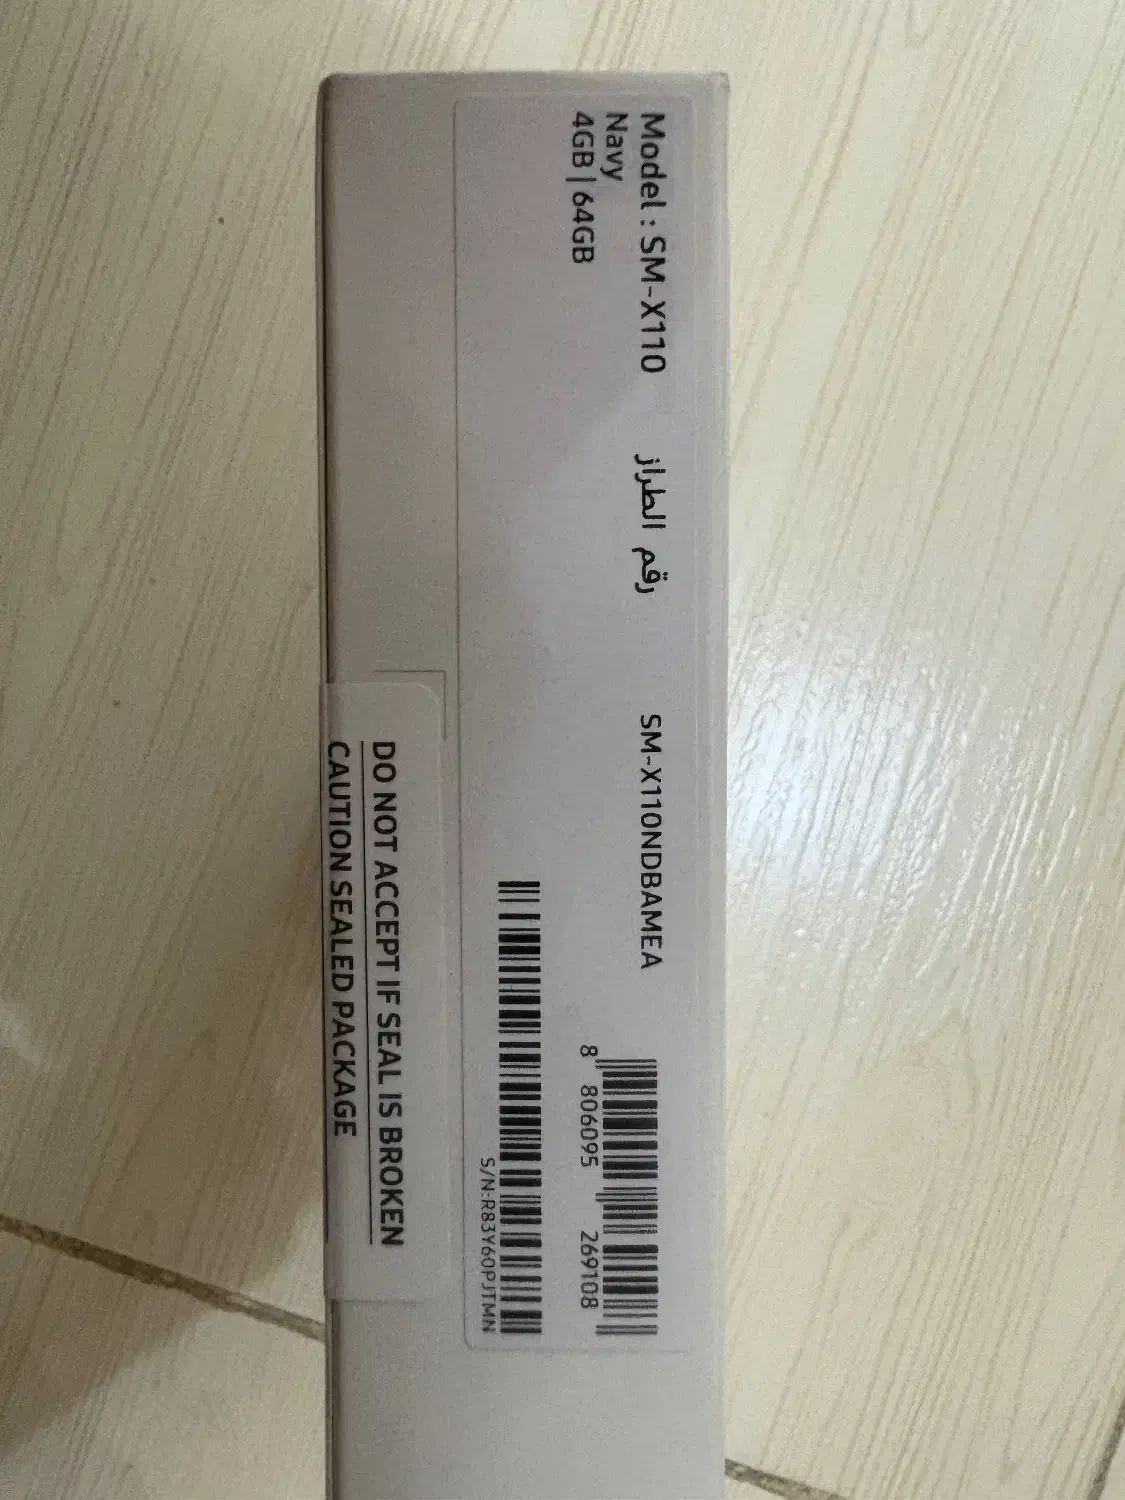 Model : SM-X110 رقم الطراز SM-X110NDBAMEA
Navy
4GB | 64GB
8 806095 269108
S/N:R83Y60PJTMN
DO NOT ACCEPT IF SEAL IS BROKEN
CAUTION SEALED PACKAGE